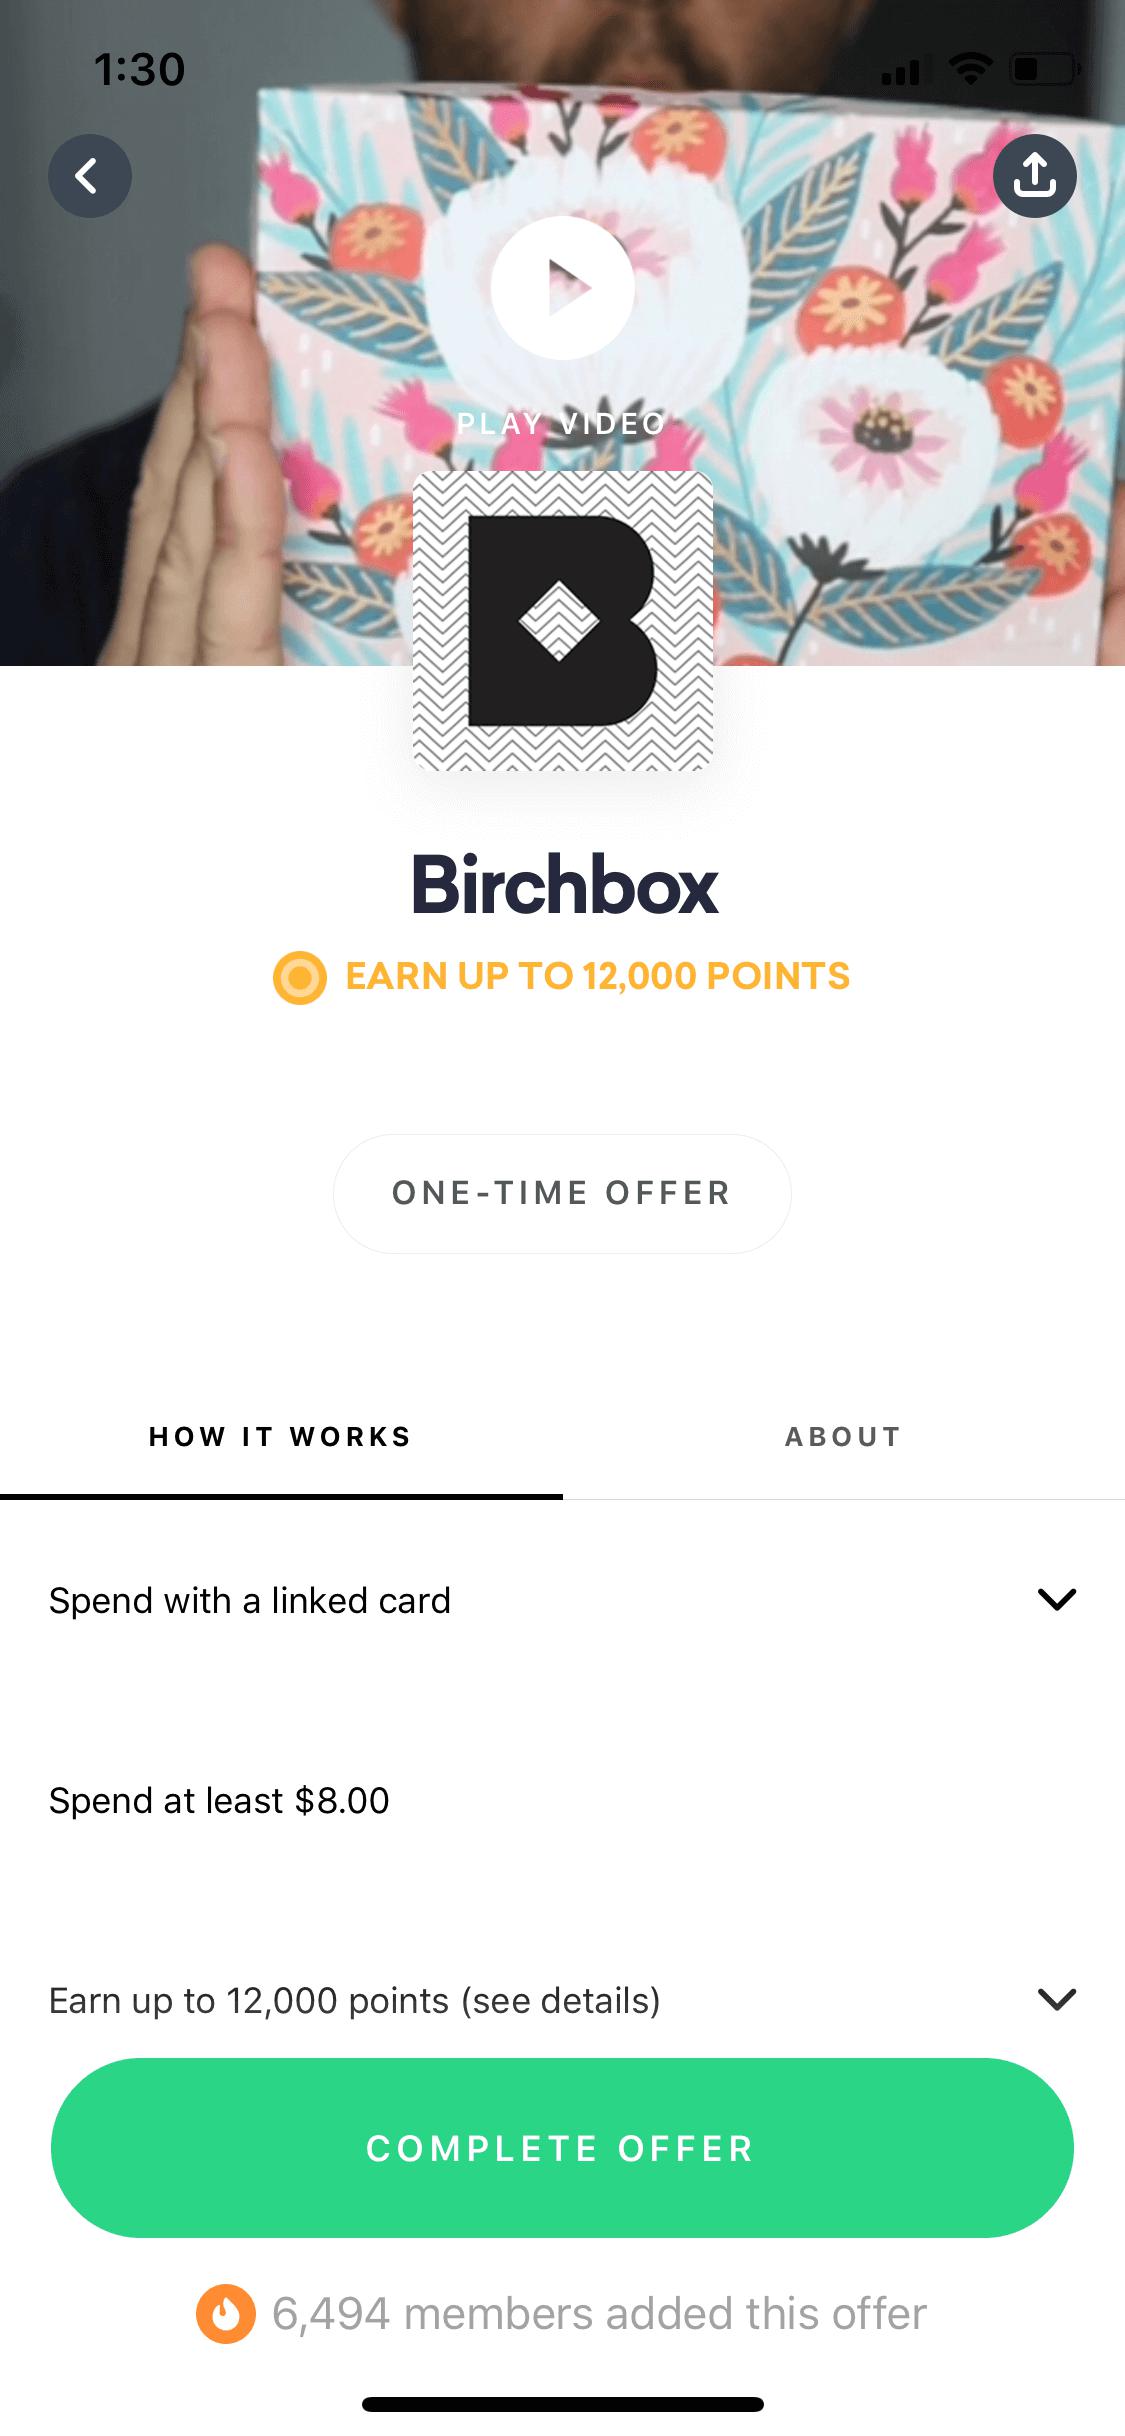 1:30
PLAY VIDEO
B
Birchbox
EARN UP TO 12,000 POINTS
ONE-TIME OFFER
HOW IT WORKS
ABOUT
Spend with a linked card
Spend at least $8.00
Earn up to 12,000 points (see details)
COMPLETE OFFER
6,494 members added this offer